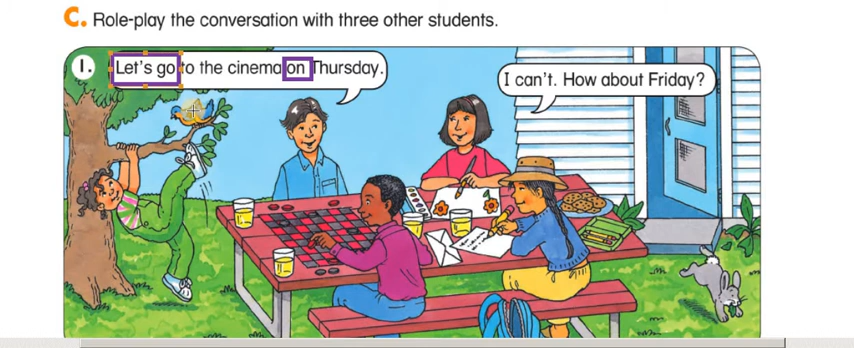 C. Role-play the conversation with three other students.
1. Let's go to the cinema on Thursday.
I can't. How about Friday?